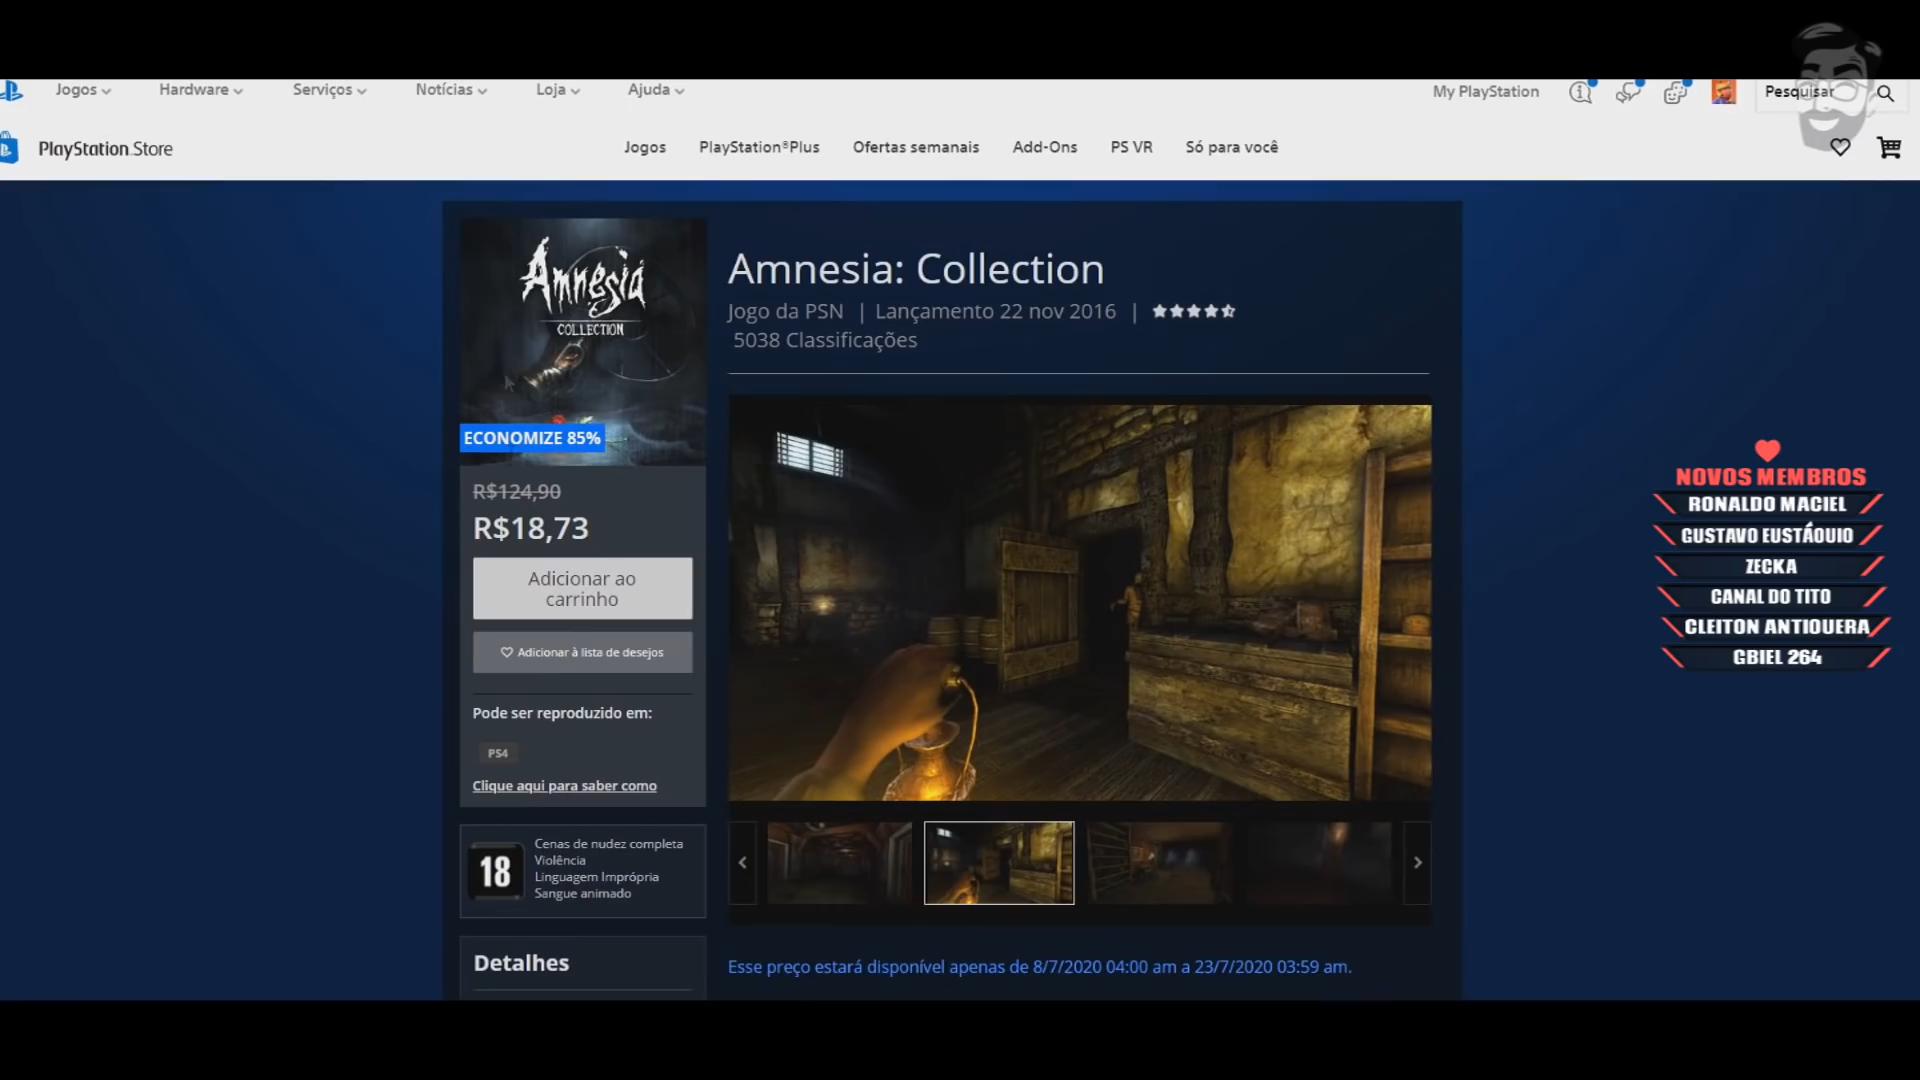 Jogos
Hardware
Serviços
Notícias
Loja
Ajuda
My PlayStation
Pesquisar
PlayStation Store
Jogos
PlayStation®Plus
Ofertas semanais
Add-Ons
PS VR
Só para você
Amnesia
COLLECTION
ECONOMIZE 85%
R$124,90
R$18,73
Adicionar ao
carrinho
Adicionar à lista de desejos
Pode ser reproduzido em:
PS4
Clique aqui para saber como
18
Cenas de nudez completa
Violência
Linguagem Imprópria
Sangue animado
Detalhes
Amnesia: Collection
Jogo da PSN | Lançamento 22 nov 2016 |
5038 Classificações
Esse preço estará disponível apenas de 8/7/2020 04:00 am a 23/7/2020 03:59 am.
NOVOS MEMBROS
RONALDO MACIEL
GUSTAVO EUSTÁQUIO
ZECKA
CANAL DO TITO
CLEITON ANTIQUERA
GBIEL 264